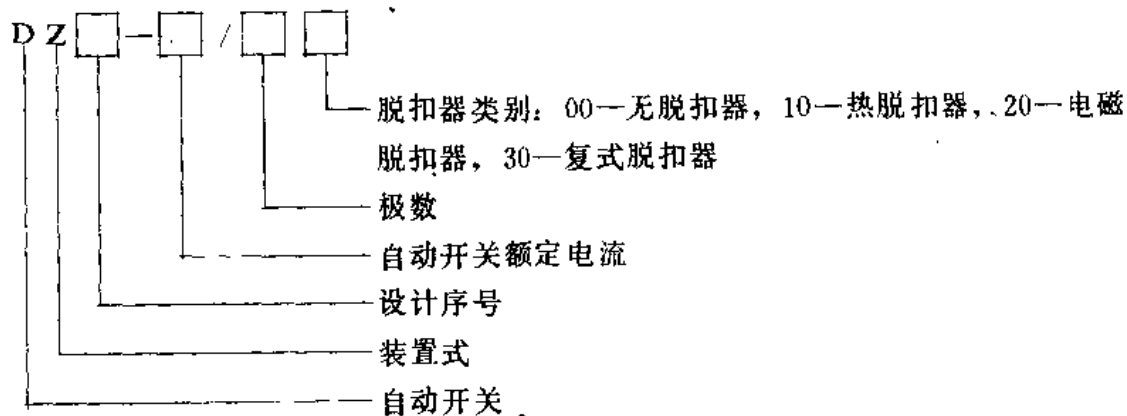 DZ□—□/□□
脱扣器类别：00—无脱扣器，10—热脱扣器，20—电磁
脱扣器，30—复式脱扣器
极数
自动开关额定电流
设计序号
装置式
自动开关